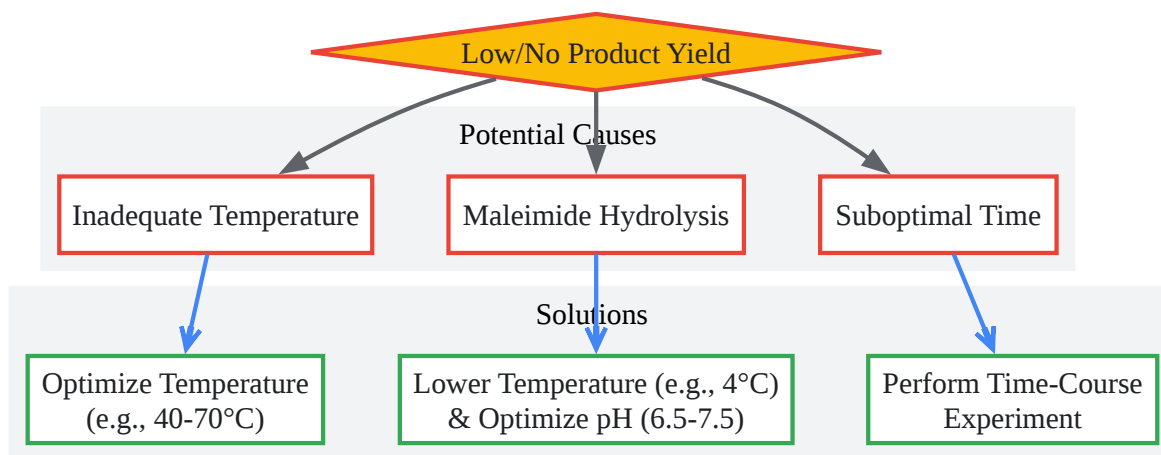 Low/No Product Yield
Potential Causes
Inadequate Temperature
Maleimide Hydrolysis
Suboptimal Time
Solutions
Optimize Temperature
(e.g., 40-70°C)
Lower Temperature (e.g., 4°C)
& Optimize pH (6.5-7.5)
Perform Time-Course
Experiment